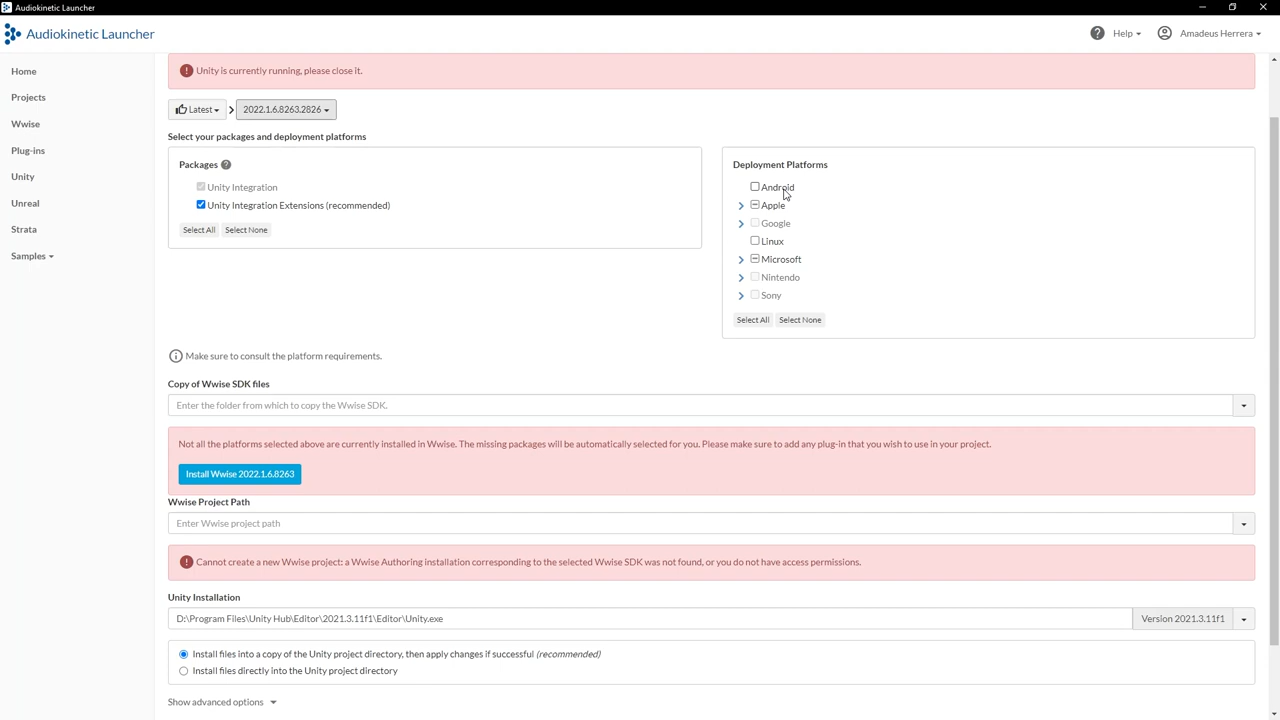 Audiokinetic Launcher
Audiokinetic Launcher
Help
Amadeus Herrera
Home
Projects
Wwise
Plug-ins
Unity
Unreal
Strata
Samples
Unity is currently running, please close it.
Latest
2022.1.6.8263.2826
Select your packages and deployment platforms
Packages
Unity Integration
Unity Integration Extensions (recommended)
Select All Select None
Deployment Platforms
Android
Apple
Google
Linux
Microsoft
Nintendo
Sony
Select All Select None
Make sure to consult the platform requirements.
Copy of Wwise SDK files
Enter the folder from which to copy the Wwise SDK.
Not all the platforms selected above are currently installed in Wwise. The missing packages will be automatically selected for you. Please make sure to add any plug-in that you wish to use in your project.
Install Wwise 2022.1.6.8263
Wwise Project Path
Enter Wwise project path
Cannot create a new Wwise project: a Wwise Authoring installation corresponding to the selected Wwise SDK was not found, or you do not have access permissions.
Unity Installation
D:\Program Files\Unity Hub\Editor\2021.3.11f1\Editor\Unity.exe
Version 2021.3.11f1
Install files into a copy of the Unity project directory, then apply changes if successful (recommended)
Install files directly into the Unity project directory
Show advanced options